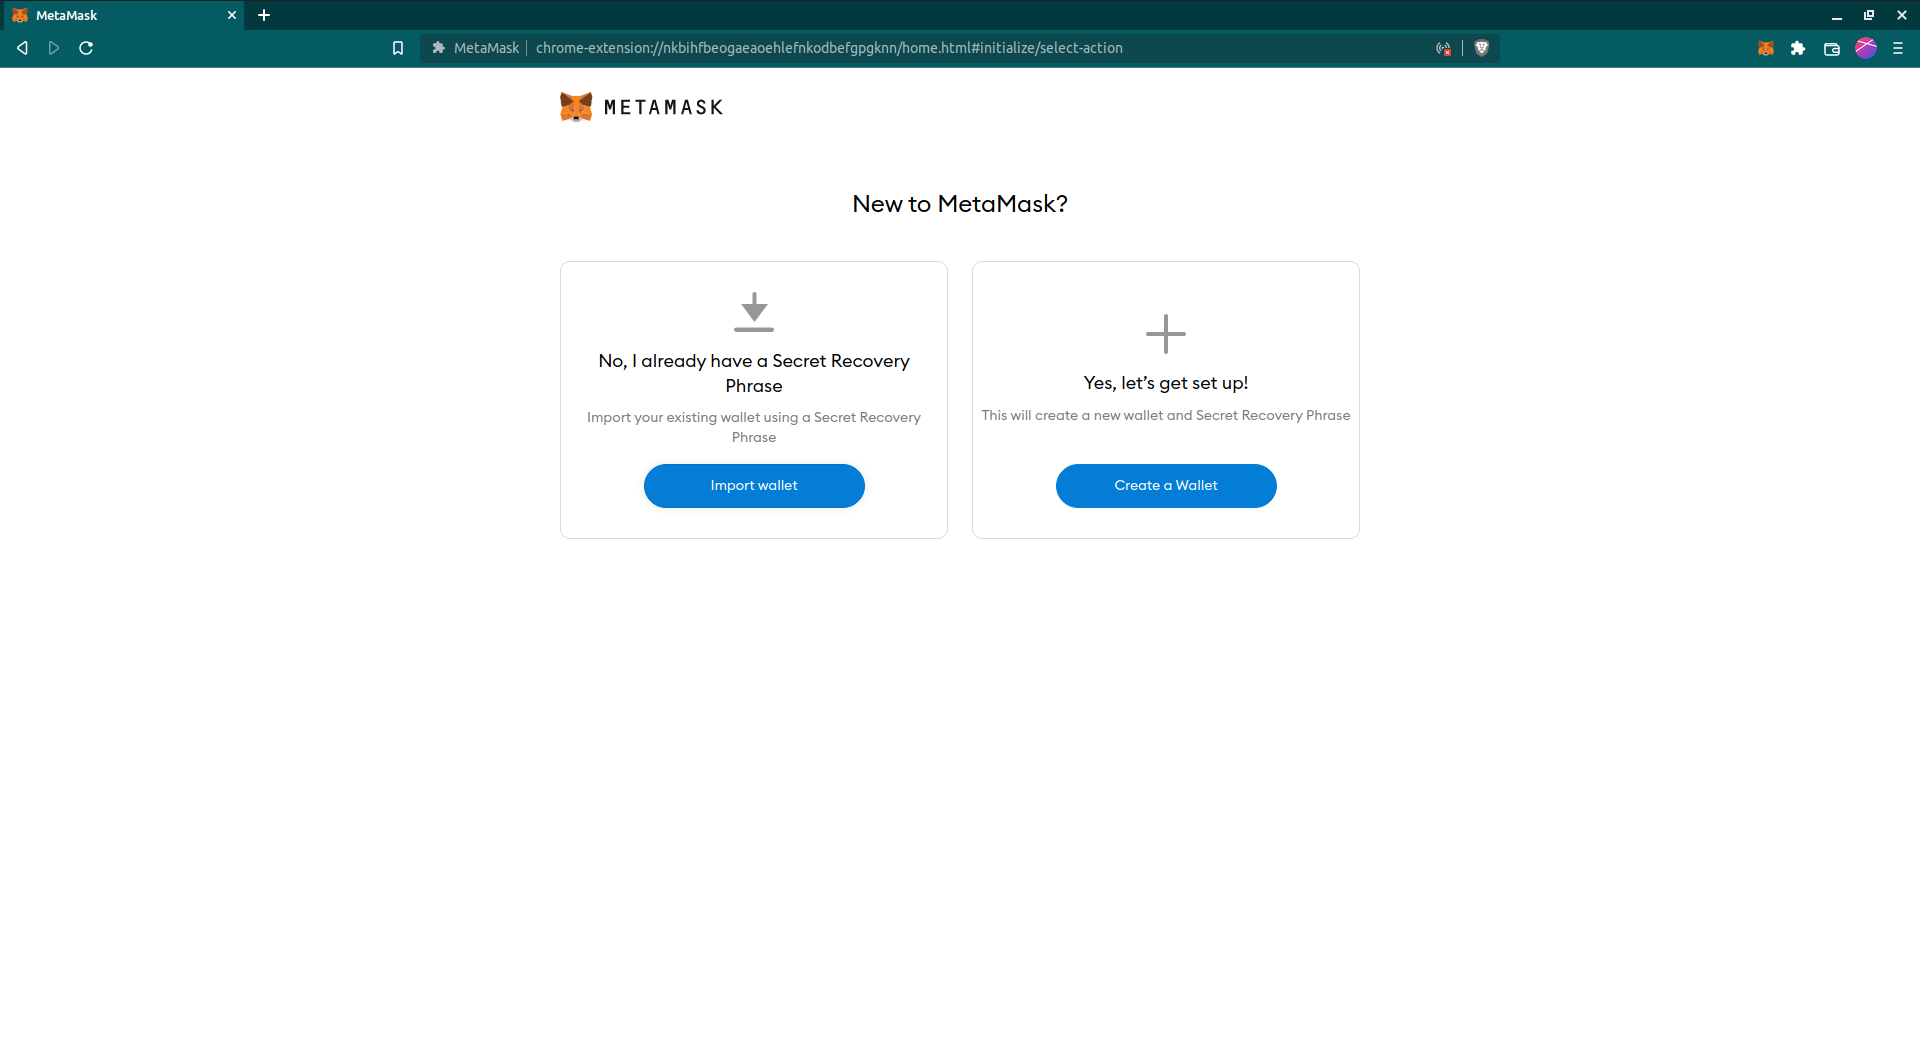 MetaMask
MetaMask chrome-extension://nkbihfbeogaeaoehlefnkodbefgpgknn/home.html#initialize/select-action
METAMASK
New to MetaMask?
No, I already have a Secret Recovery
Phrase
Import your existing wallet using a Secret Recovery
Phrase
Import wallet
Yes, let’s get set up!
This will create a new wallet and Secret Recovery Phrase
Create a Wallet